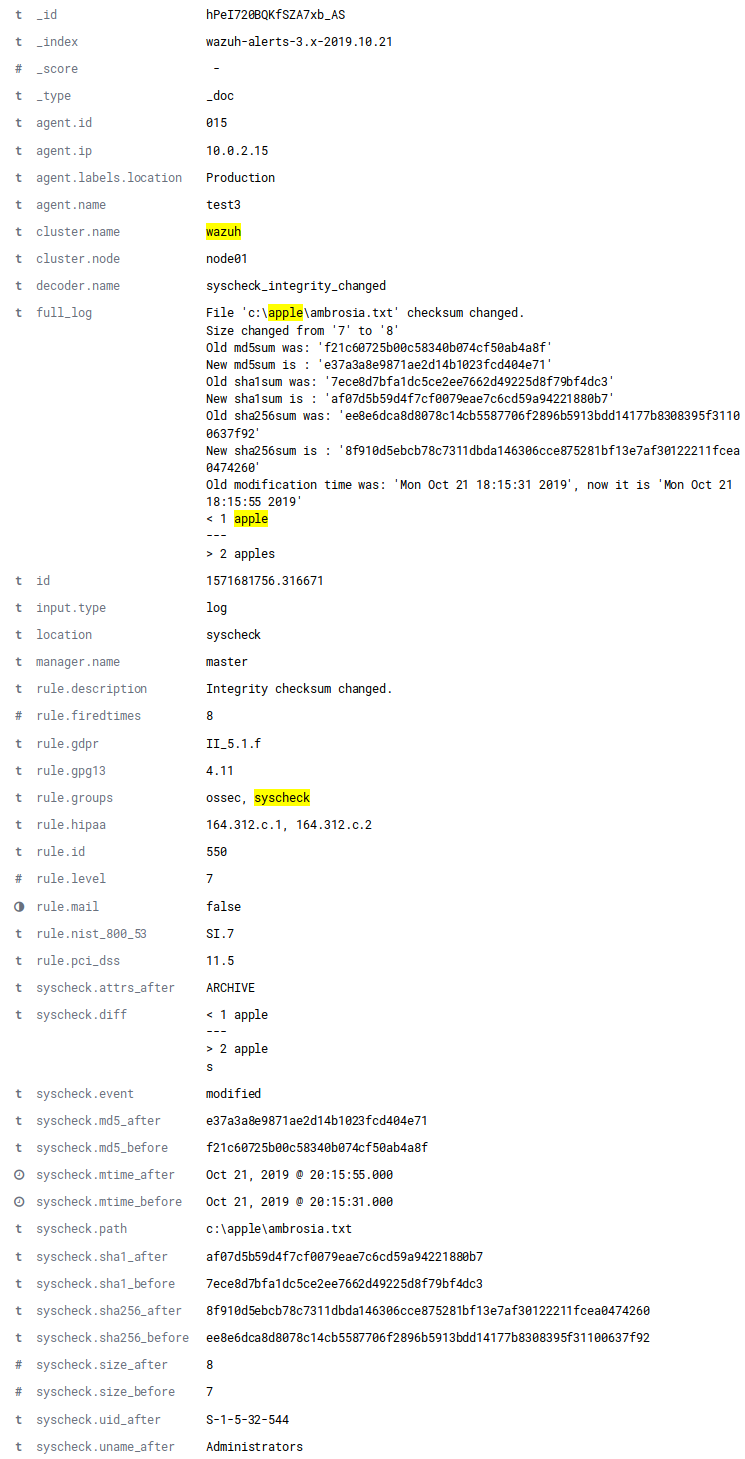 t _id hPeI720BQKfSZA7xb_AS
t _index wazuh-alerts-3.x-2019.10.21
# _score -
t _type _doc
t agent.id 015
t agent.ip 10.0.2.15
t agent.labels.location Production
t agent.name test3
t cluster.name wazuh
t cluster.node node01
t decoder.name syscheck_integrity_changed
t full_log File 'c:\apple\ambrosia.txt' checksum changed.
Size changed from '7' to '8'
Old md5sum was: 'f21c60725b00c58340b074cf50ab4a8f'
New md5sum is : 'e37a3a8e9871ae2d14b1023fcd404e71'
Old sha1sum was: '7ece8d7bfa1dc5ce2ee7662d49225d8f79bf4dc3'
New sha1sum is : 'af07d5b59d4f7cf0079eae7c6cd59a94221880b7'
Old sha256sum was: 'ee8e6dca8d8078c14cb5587706f2896b5913bdd14177b8308395f3110
0637f92'
New sha256sum is : '8f910d5ebcb78c7311dbda146306cce875281bf13e7af30122211fcea
0474260'
Old modification time was: 'Mon Oct 21 18:15:31 2019', now it is 'Mon Oct 21
18:15:55 2019'
< 1 apple
---
> 2 apples
t id 1571681756.316671
t input.type log
t location syscheck
t manager.name master
t rule.description Integrity checksum changed.
# rule.firedtimes 8
t rule.gdpr II_5.1.f
t rule.gpg13 4.11
t rule.groups ossec, syscheck
t rule.hipaa 164.312.c.1, 164.312.c.2
t rule.id 550
# rule.level 7
rule.mail false
t rule.nist_800_53 SI.7
t rule.pci_dss 11.5
t syscheck.attrs_after ARCHIVE
t syscheck.diff < 1 apple
---
> 2 apple
s
t syscheck.event modified
t syscheck.md5_after e37a3a8e9871ae2d14b1023fcd404e71
t syscheck.md5_before f21c60725b00c58340b074cf50ab4a8f
syscheck.mtime_after Oct 21, 2019 @ 20:15:55.000
syscheck.mtime_before Oct 21, 2019 @ 20:15:31.000
t syscheck.path c:\apple\ambrosia.txt
t syscheck.sha1_after af07d5b59d4f7cf0079eae7c6cd59a94221880b7
t syscheck.sha1_before 7ece8d7bfa1dc5ce2ee7662d49225d8f79bf4dc3
t syscheck.sha256_after 8f910d5ebcb78c7311dbda146306cce875281bf13e7af30122211fcea0474260
t syscheck.sha256_before ee8e6dca8d8078c14cb5587706f2896b5913bdd14177b8308395f31100637f92
# syscheck.size_after 8
# syscheck.size_before 7
t syscheck.uid_after S-1-5-32-544
t syscheck.uname_after Administrators